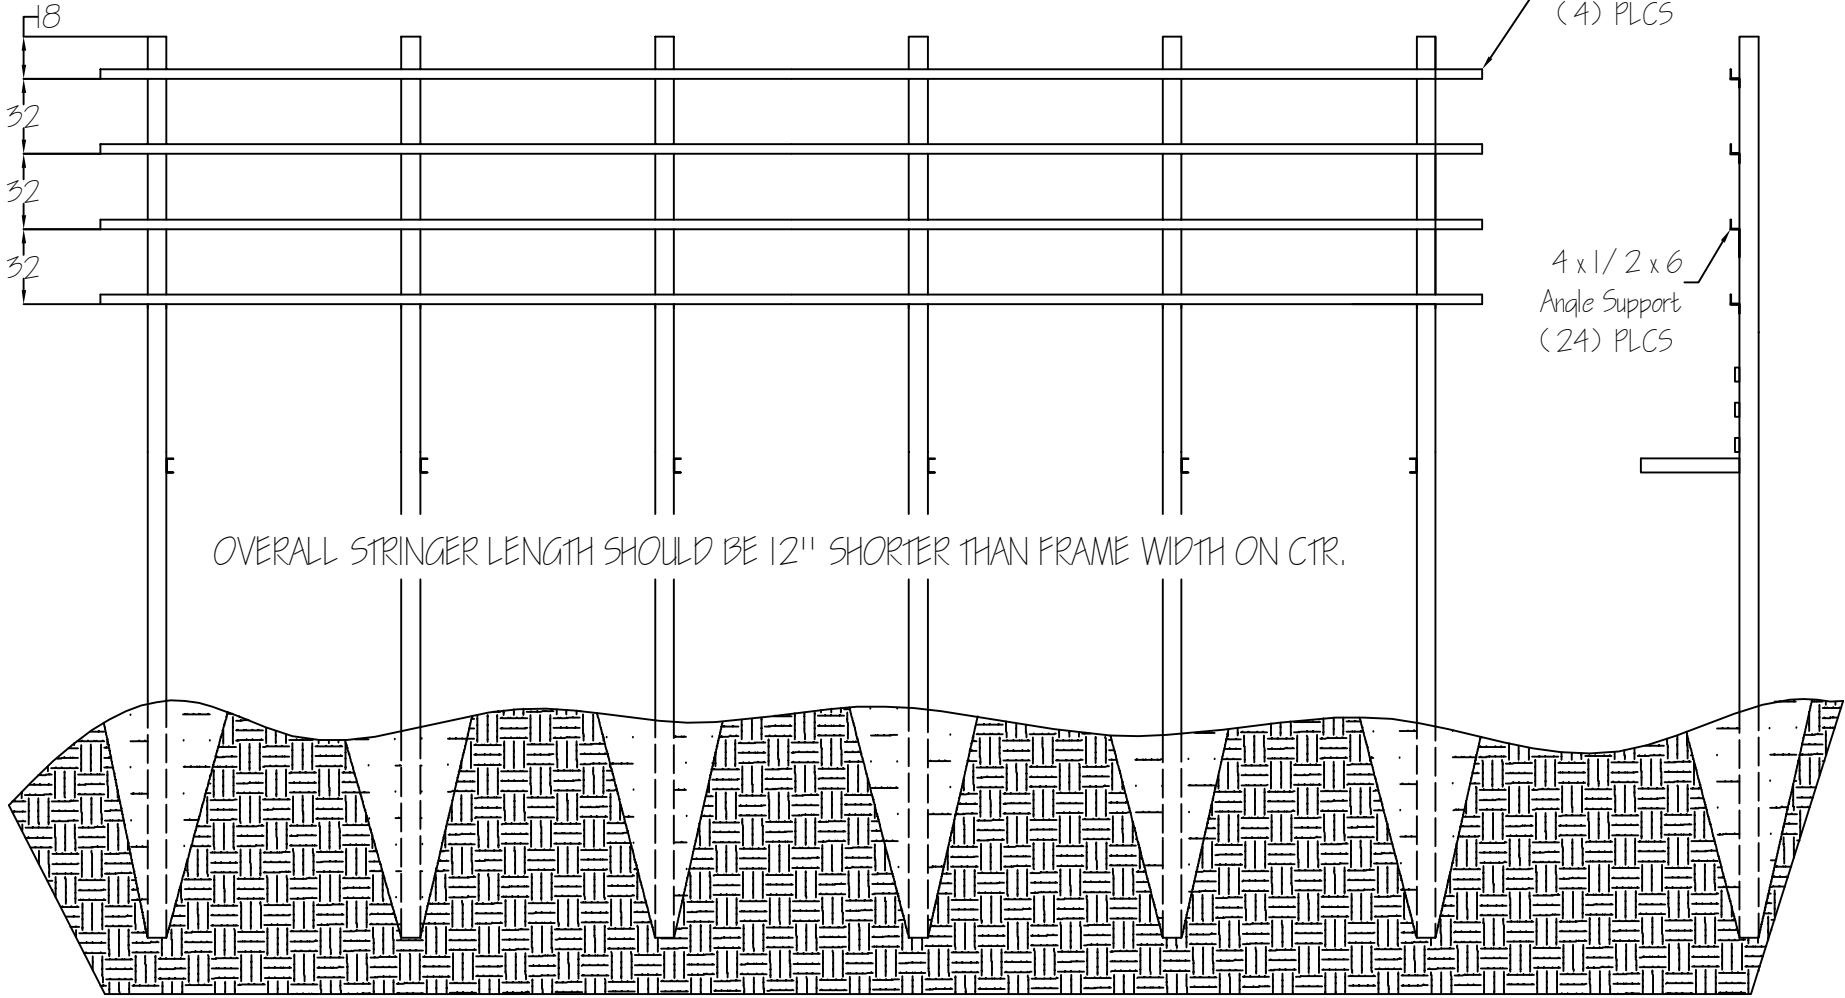 18
(4) PLCS
32
32
32
4 x 1/2 x 6
Angle Support
(24) PLCS
OVERALL STRINGER LENGTH SHOULD BE 12" SHORTER THAN FRAME WIDTH ON CTR.